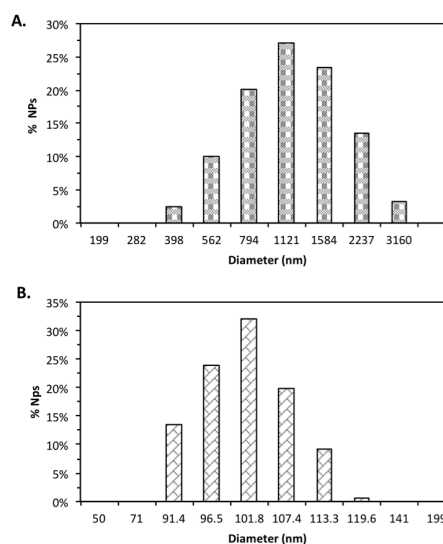 A.
30%
25%
20%
15%
10%
5%
0%
% NPs
199 282 398 562 794 1121 1584 2237 3160
Diameter (nm)
B.
35%
30%
25%
20%
15%
10%
5%
0%
% Nps
50 71 91.4 96.5 101.8 107.4 113.3 119.6 141 199
Diameter (nm)